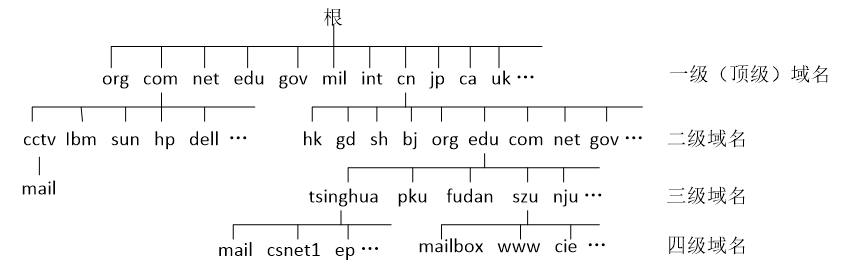 根
org com net edu gov mil int cn jp ca uk … 一级（顶级）域名
cctv Ibm sun hp dell … hk gd sh bj org edu com net gov … 二级域名
mail
tsinghua pku fudan szu nju … 三级域名
mail csnet1 ep … mailbox www cie … 四级域名